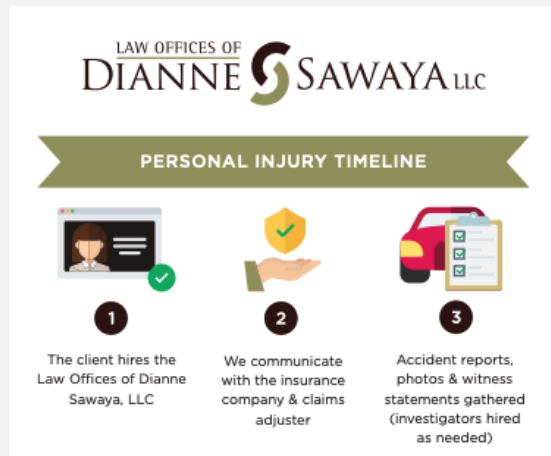 LAW OFFICES OF
DIANNE SAWAYA LLC
PERSONAL INJURY TIMELINE
1
The client hires the
Law Offices of Dianne
Sawaya, LLC
2
We communicate
with the insurance
company & claims
adjuster
3
Accident reports,
photos & witness
statements gathered
(investigators hired
as needed)